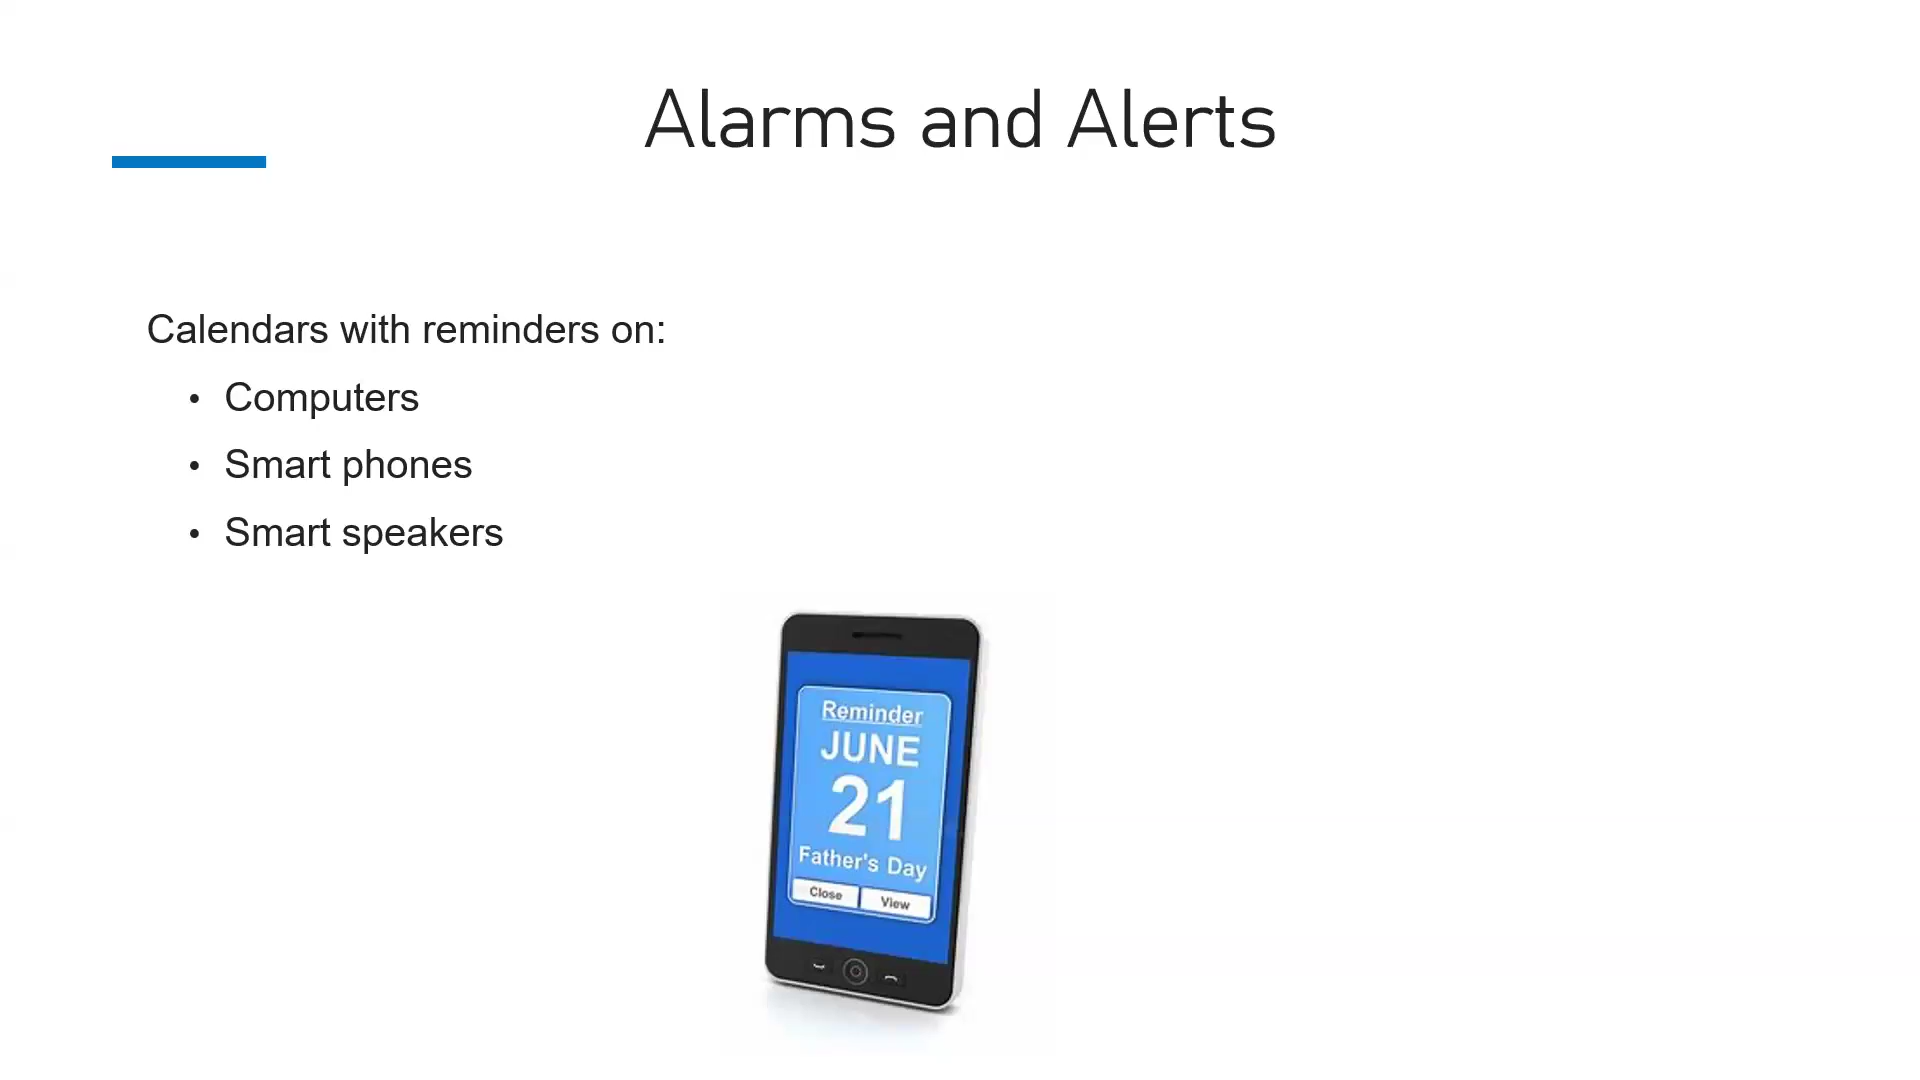 Alarms and Alerts
Calendars with reminders on:
• Computers
• Smart phones
• Smart speakers
Reminder
JUNE
21
Father's Day
Close View